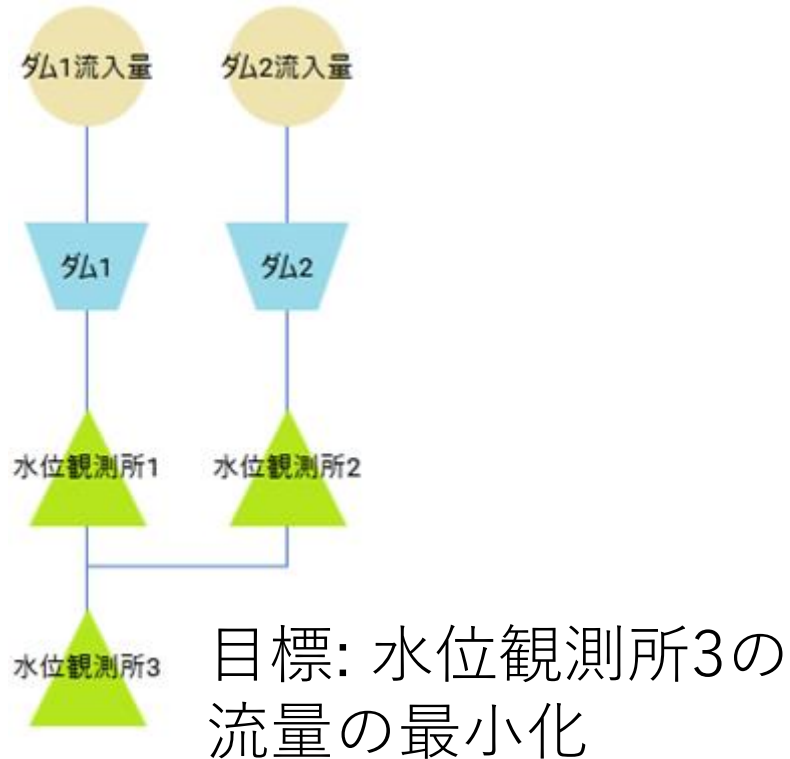 ダム1流入量
ダム2流入量
ダム1
ダム2
水位観測所1
水位観測所2
水位観測所3
目標: 水位観測所3の
流量の最小化